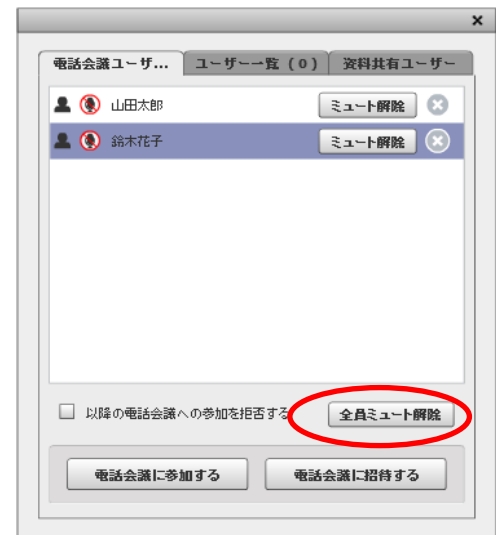 ×
電話会議ユーザ... ユーザー一覧 (0) 資料共有ユーザー
山田太郎 ミュート解除
鈴木花子 ミュート解除
以降の電話会議への参加を拒否する 全員ミュート解除
電話会議に参加する 電話会議に招待する